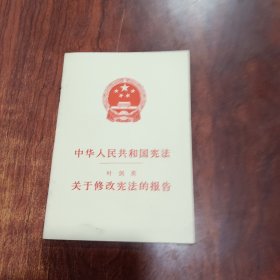 中华人民共和国宪法
叶剑英
关于修改宪法的报告